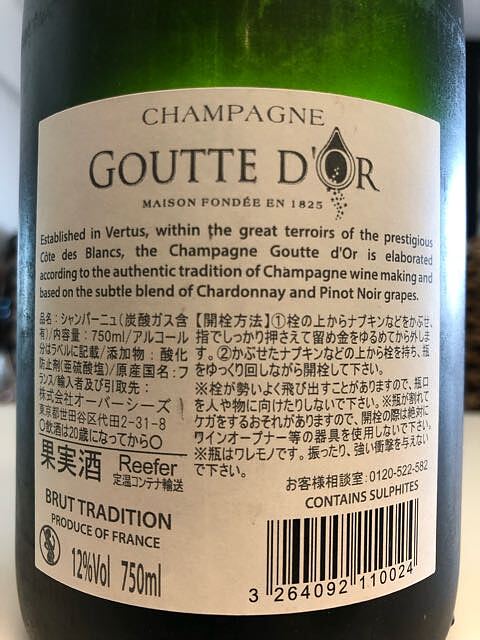 CHAMPAGNE
GOUTTE D'OR
MAISON FONDÉE EN 1825
Established in Vertus, within the great terroirs of the prestigious
Côte des Blancs, the Champagne Goutte d'Or is elaborated
according to the authentic tradition of Champagne wine making and
based on the subtle blend of Chardonnay and Pinot Noir grapes.
品名：シャンパーニュ（炭酸ガス含
有）/内容量：750ml/アルコール
分はラベルに記載/添加物：酸化
防止剤(亜硫酸塩)/原産国名：フ
ランス/輸入者及び引取先：
株式会社オーバーシーズ
東京都世田谷区代田2-31-8
〇飲酒は20歳になってから〇
果実酒 Reefer
定温コンテナ輸送
【開栓方法】①栓の上からナプキンなどをかぶせ、
指でしっかり押さえて留め金をゆるめてから外しま
す。②かぶせたナプキンなどの上から栓を持ち、瓶
をゆっくり回しながら開栓して下さい。
※栓が勢いよく飛び出すことがありますので、瓶口
を人や物に向けたりしないで下さい。※瓶が割れて
ケガをするおそれがありますので、開栓の際は絶対に
ワインオープナー等の器具を使用しないで下さい。
※瓶はワレモノです。振ったり、強い衝撃を与えない
で下さい。
お客様相談室：0120-522-582
CONTAINS SULPHITES
BRUT TRADITION
PRODUCE OF FRANCE
12%Vol 750ml
3 264092 110024